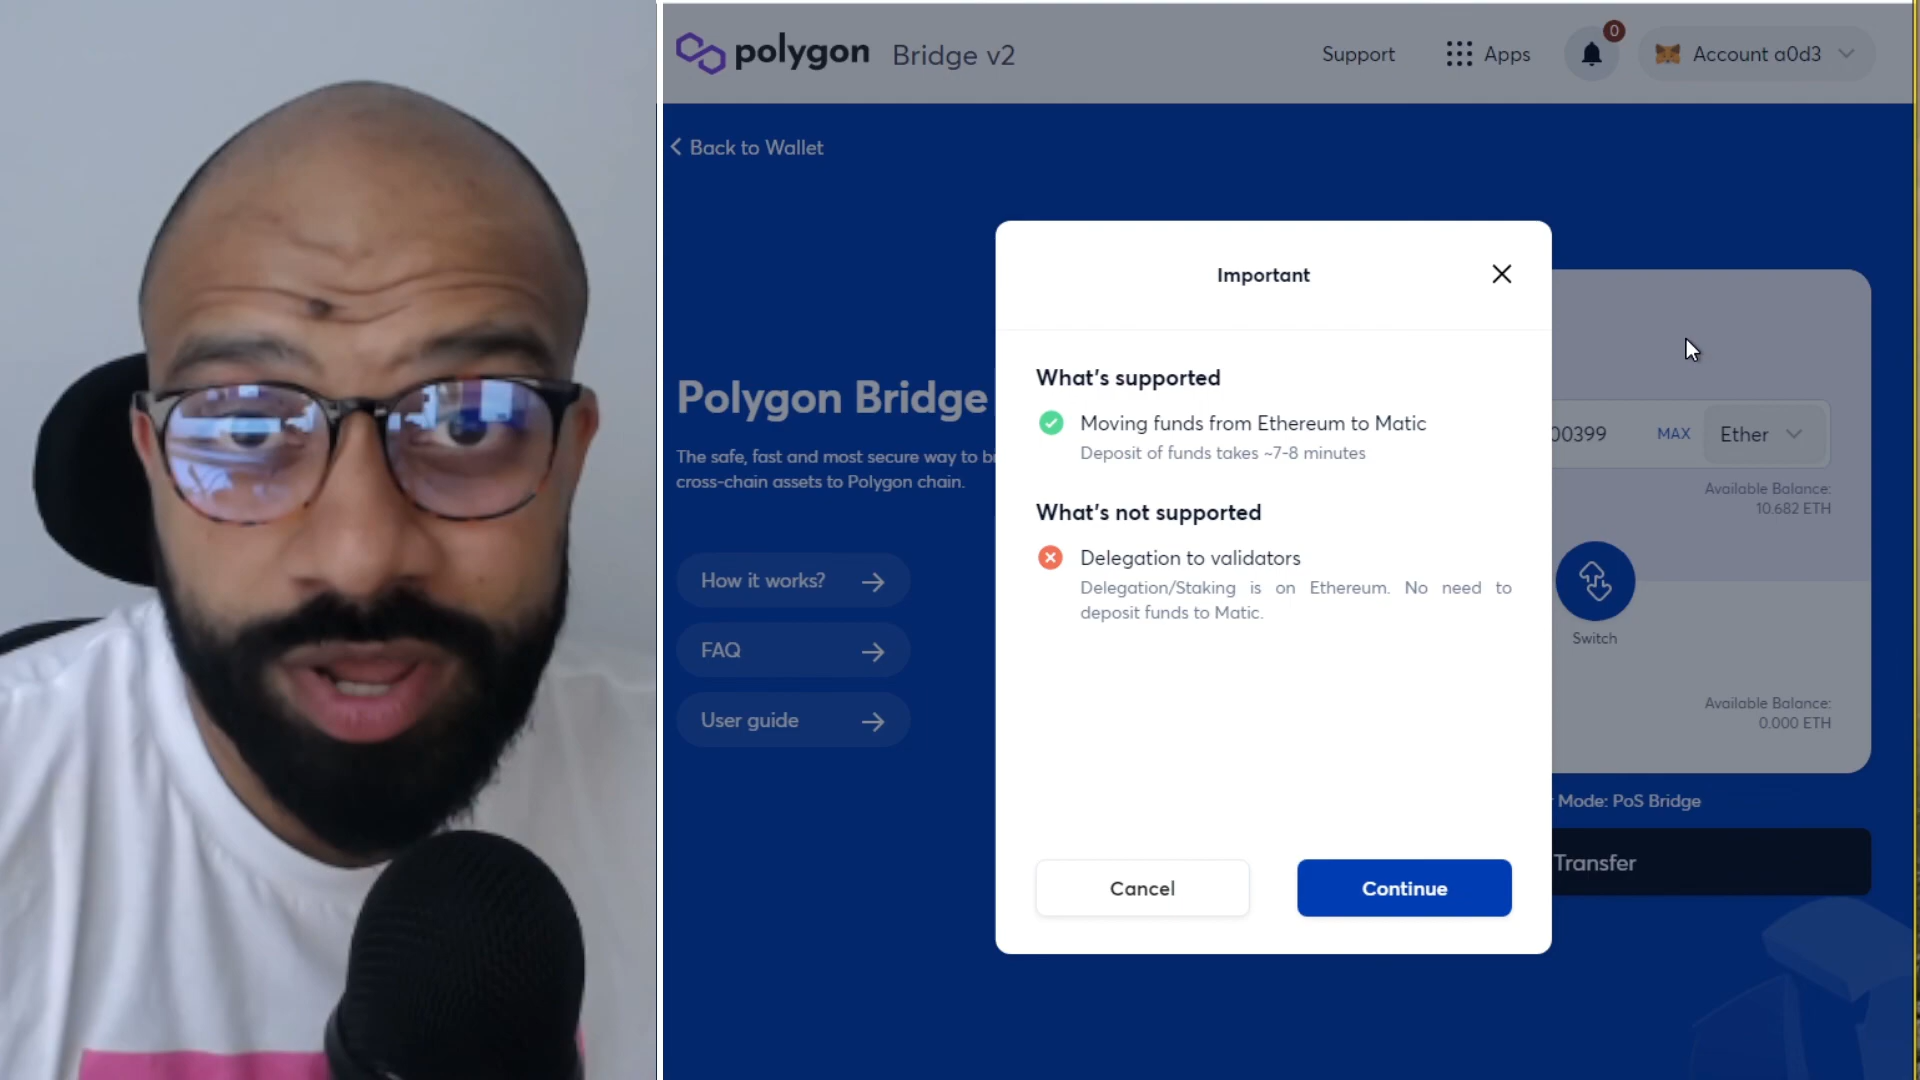 polygon Bridge v2
Support
Apps
0
Account a0d3
Back to Wallet
Important
What's supported
Moving funds from Ethereum to Matic
Deposit of funds takes ~7-8 minutes
What's not supported
Delegation to validators
Delegation/Staking is on Ethereum. No need to
deposit funds to Matic.
Cancel
Continue
Polygon Bridge
The safe, fast and most secure way to
cross-chain assets to Polygon chain.
How it works?
FAQ
User guide
00399
MAX
Ether
Available Balance:
10.682 ETH
Switch
Available Balance:
0.000 ETH
Mode: PoS Bridge
Transfer